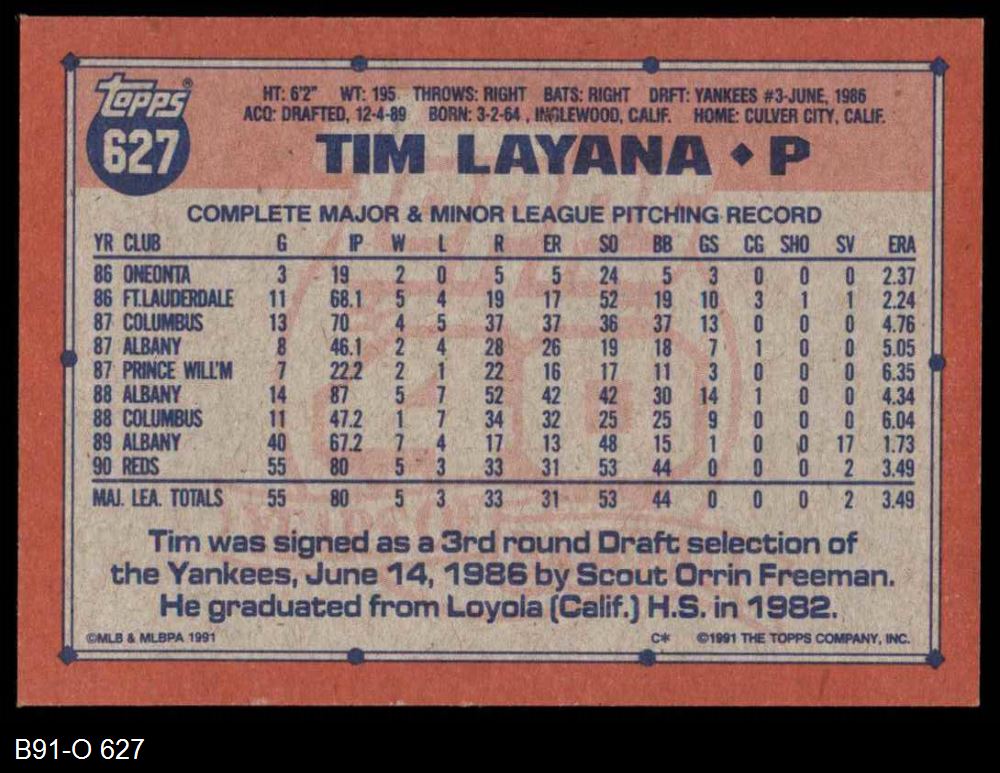 topps®
627
HT: 6'2" WT: 195 THROWS: RIGHT BATS: RIGHT DRFT: YANKEES #3-JUNE, 1986
ACQ: DRAFTED, 12-4-89 BORN: 3-2-64 , INGLEWOOD, CALIF. HOME: CULVER CITY, CALIF.
TIM LAYANA ♦ P
COMPLETE MAJOR & MINOR LEAGUE PITCHING RECORD
YR CLUB G IP W L R ER SO BB GS CG SHO SV ERA
86 ONEONTA 3 19 2 0 5 5 24 5 3 0 0 0 2.37
86 FT.LAUDERDALE 11 68.1 5 4 19 17 52 19 10 3 1 1 2.24
87 COLUMBUS 13 70 4 5 37 37 36 37 13 0 0 0 4.76
87 ALBANY 8 46.1 2 4 28 26 19 18 7 1 0 0 5.05
87 PRINCE WILL'M 7 22.2 2 1 22 16 17 11 3 0 0 0 6.35
88 ALBANY 14 87 5 7 52 42 42 30 14 1 0 0 4.34
88 COLUMBUS 11 47.2 1 7 34 32 25 25 9 0 0 0 6.04
89 ALBANY 40 67.2 7 4 17 13 48 15 1 0 0 17 1.73
90 REDS 55 80 5 3 33 31 53 44 0 0 0 2 3.49
MAJ. LEA. TOTALS 55 80 5 3 33 31 53 44 0 0 0 2 3.49
Tim was signed as a 3rd round Draft selection of
the Yankees, June 14, 1986 by Scout Orrin Freeman.
He graduated from Loyola (Calif.) H.S. in 1982.
©MLB & MLBPA 1991 C* ©1991 THE TOPPS COMPANY, INC.
B91-O 627